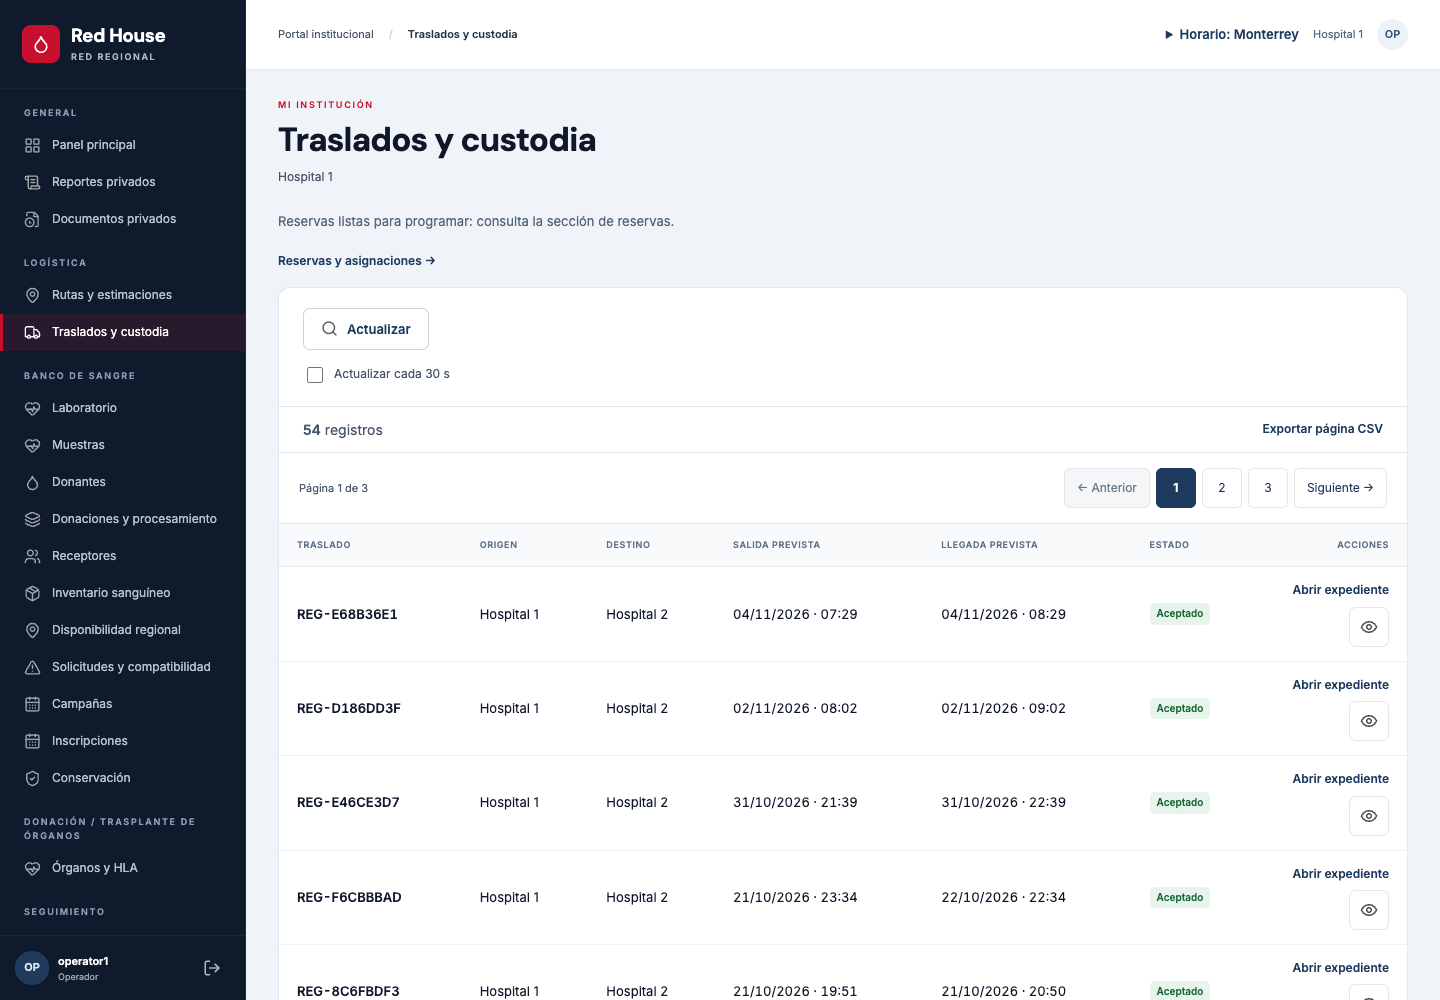 Red House
RED REGIONAL
GENERAL
Panel principal
Reportes privados
Documentos privados
LOGÍSTICA
Rutas y estimaciones
Traslados y custodia
BANCO DE SANGRE
Laboratorio
Muestras
Donantes
Donaciones y procesamiento
Receptores
Inventario sanguíneo
Disponibilidad regional
Solicitudes y compatibilidad
Campañas
Inscripciones
Conservación
DONACIÓN / TRASPLANTE DE
ÓRGANOS
Órganos y HLA
SEGUIMIENTO
OP
operator1
Operador
Portal institucional / Traslados y custodia
▶ Horario: Monterrey Hospital 1 OP
MI INSTITUCIÓN
Traslados y custodia
Hospital 1
Reservas listas para programar: consulta la sección de reservas.
Reservas y asignaciones →
Actualizar
Actualizar cada 30 s
54 registros Exportar página CSV
Página 1 de 3 ← Anterior 1 2 3 Siguiente →
TRASLADO ORIGEN DESTINO SALIDA PREVISTA LLEGADA PREVISTA ESTADO ACCIONES
REG-E68B36E1 Hospital 1 Hospital 2 04/11/2026 · 07:29 04/11/2026 · 08:29 Aceptado Abrir expediente
REG-D186DD3F Hospital 1 Hospital 2 02/11/2026 · 08:02 02/11/2026 · 09:02 Aceptado Abrir expediente
REG-E46CE3D7 Hospital 1 Hospital 2 31/10/2026 · 21:39 31/10/2026 · 22:39 Aceptado Abrir expediente
REG-F6CBBBAD Hospital 1 Hospital 2 21/10/2026 · 23:34 22/10/2026 · 22:34 Aceptado Abrir expediente
REG-8C6FBDF3 Hospital 1 Hospital 2 21/10/2026 · 19:51 21/10/2026 · 20:50 Aceptado Abrir expediente